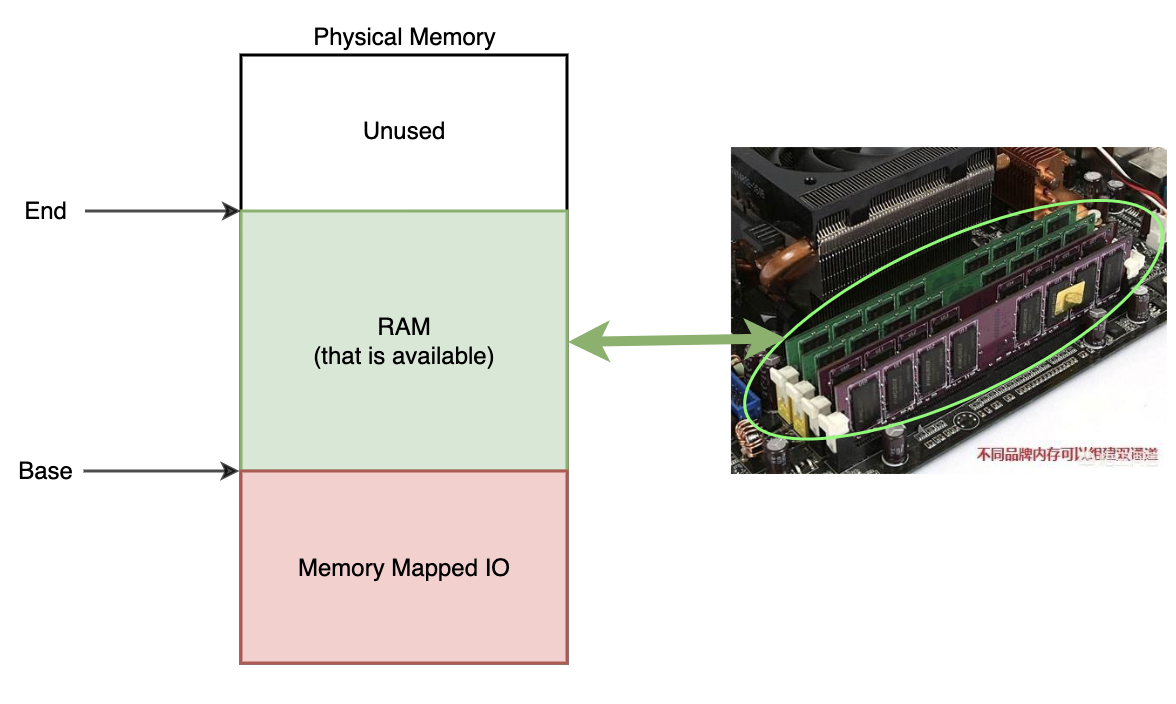 Physical Memory
Unused
End
RAM
(that is available)
Base
Memory Mapped IO
不同品牌内存可以组建双通道